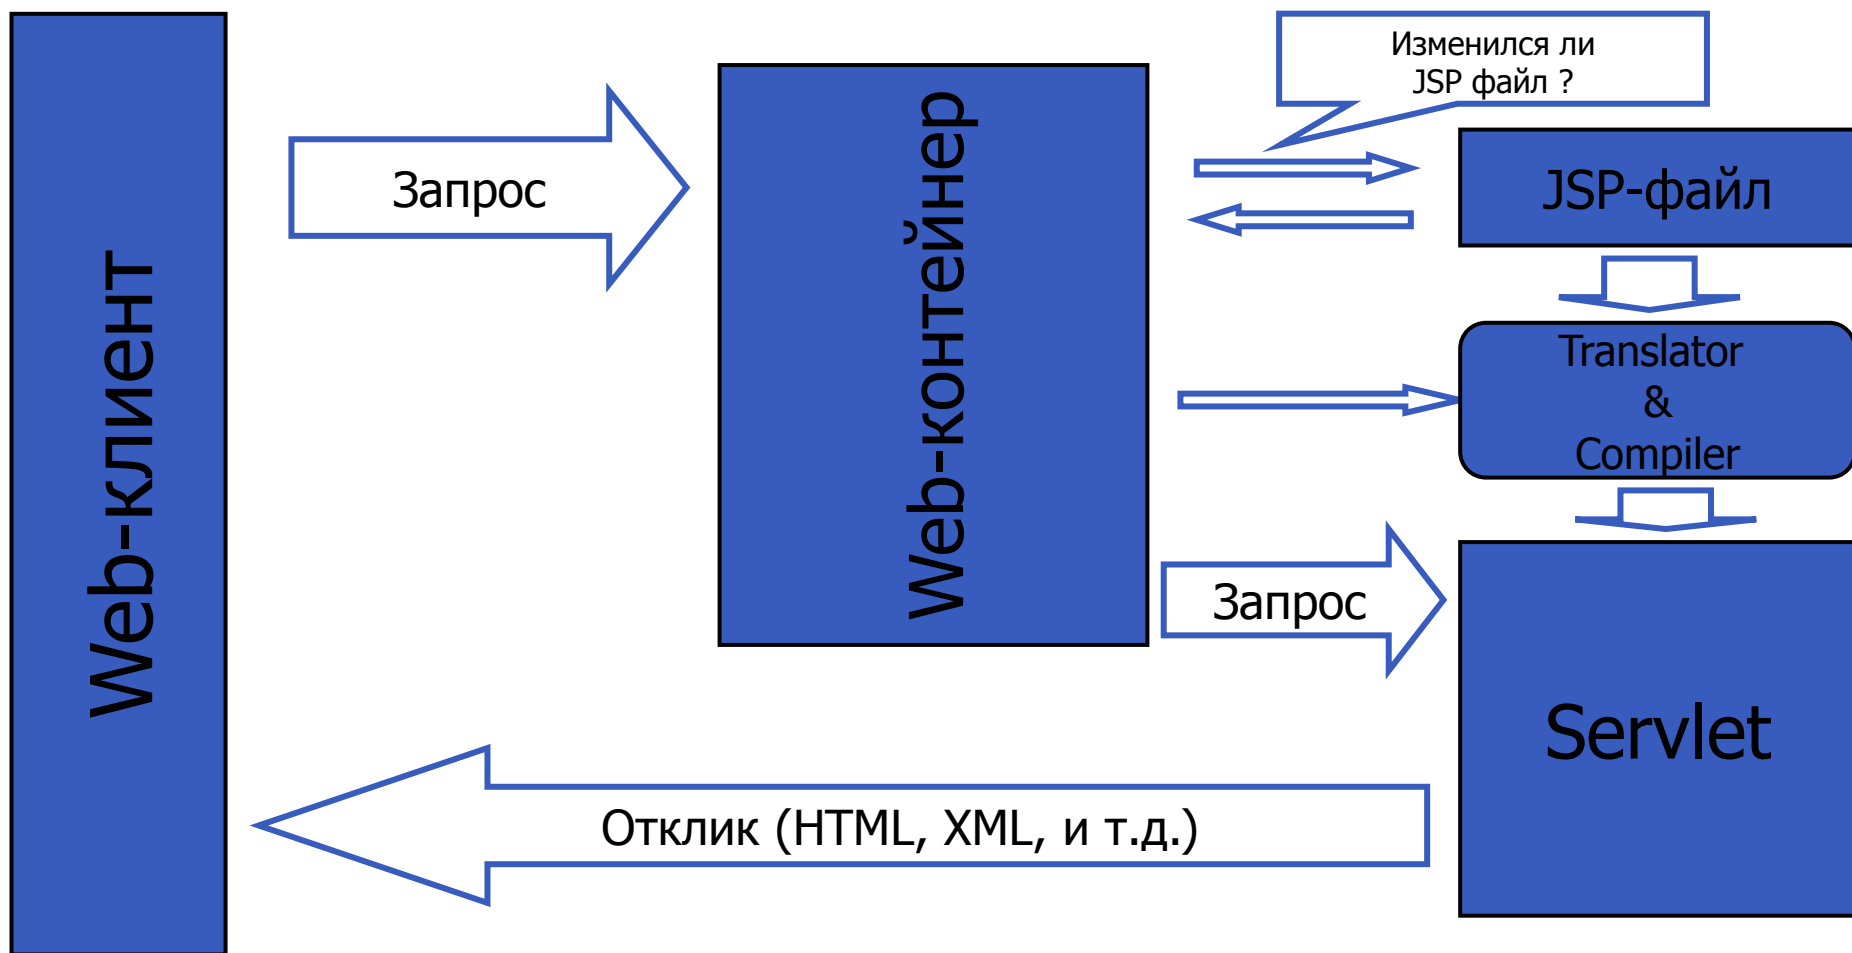 Web-клиент
Запрос
Web-контейнер
Изменился ли
JSP файл ?
JSP-файл
Translator
&
Compiler
Запрос
Servlet
Отклик (HTML, XML, и т.д.)